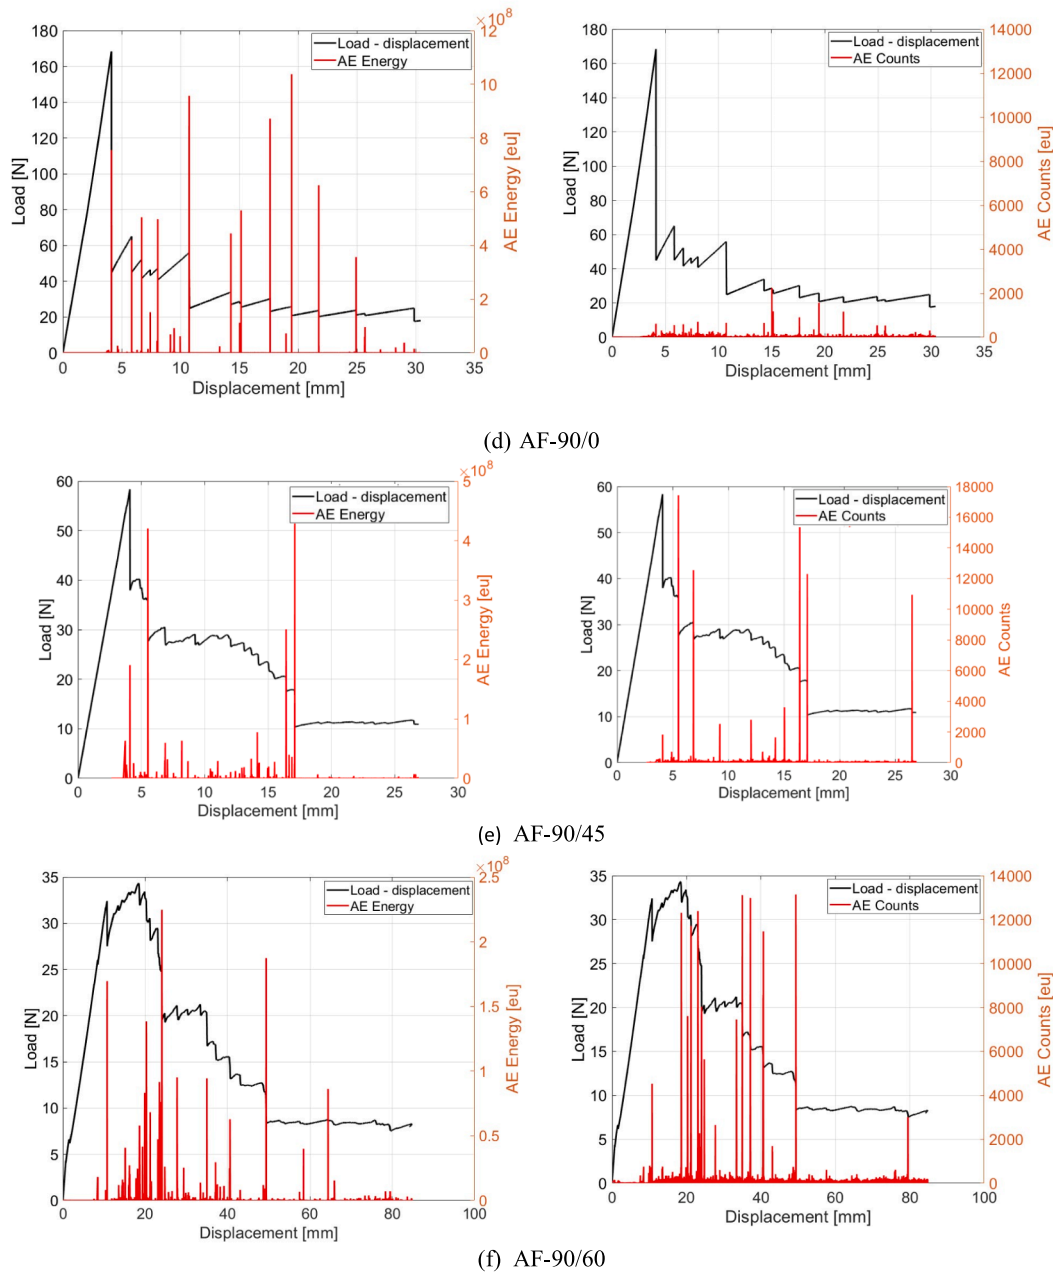 ×10⁸
180 160 140 120 100 80 60 40 20 0
Load [N]
Load - displacement
AE Energy
12 10 8 6 4 2 0
AE Energy [eu]
0 5 10 15 20 25 30 35
Displacement [mm]
180 160 140 120 100 80 60 40 20 0
Load [N]
Load - displacement
AE Counts
14000 12000 10000 8000 6000 4000 2000 0
AE Counts [eu]
0 5 10 15 20 25 30 35
Displacement [mm]
(d) AF-90/0
×10⁸
60 50 40 30 20 10 0
Load [N]
Load - displacement
AE Energy
5 4 3 2 1 0
AE Energy [eu]
0 5 10 15 20 25 30
Displacement [mm]
60 50 40 30 20 10 0
Load [N]
Load - displacement
AE Counts
18000 16000 14000 12000 10000 8000 6000 4000 2000 0
AE Counts
0 5 10 15 20 25 30
Displacement [mm]
(e) AF-90/45
×10⁸
35 30 25 20 15 10 5 0
Load [N]
Load - displacement
AE Energy
2.5 2 1.5 1 0.5 0
AE Energy [eu]
0 20 40 60 80 100
Displacement [mm]
35 30 25 20 15 10 5 0
Load [N]
Load - displacement
AE Counts
14000 12000 10000 8000 6000 4000 2000 0
AE Counts [eu]
0 20 40 60 80 100
Displacement [mm]
(f) AF-90/60